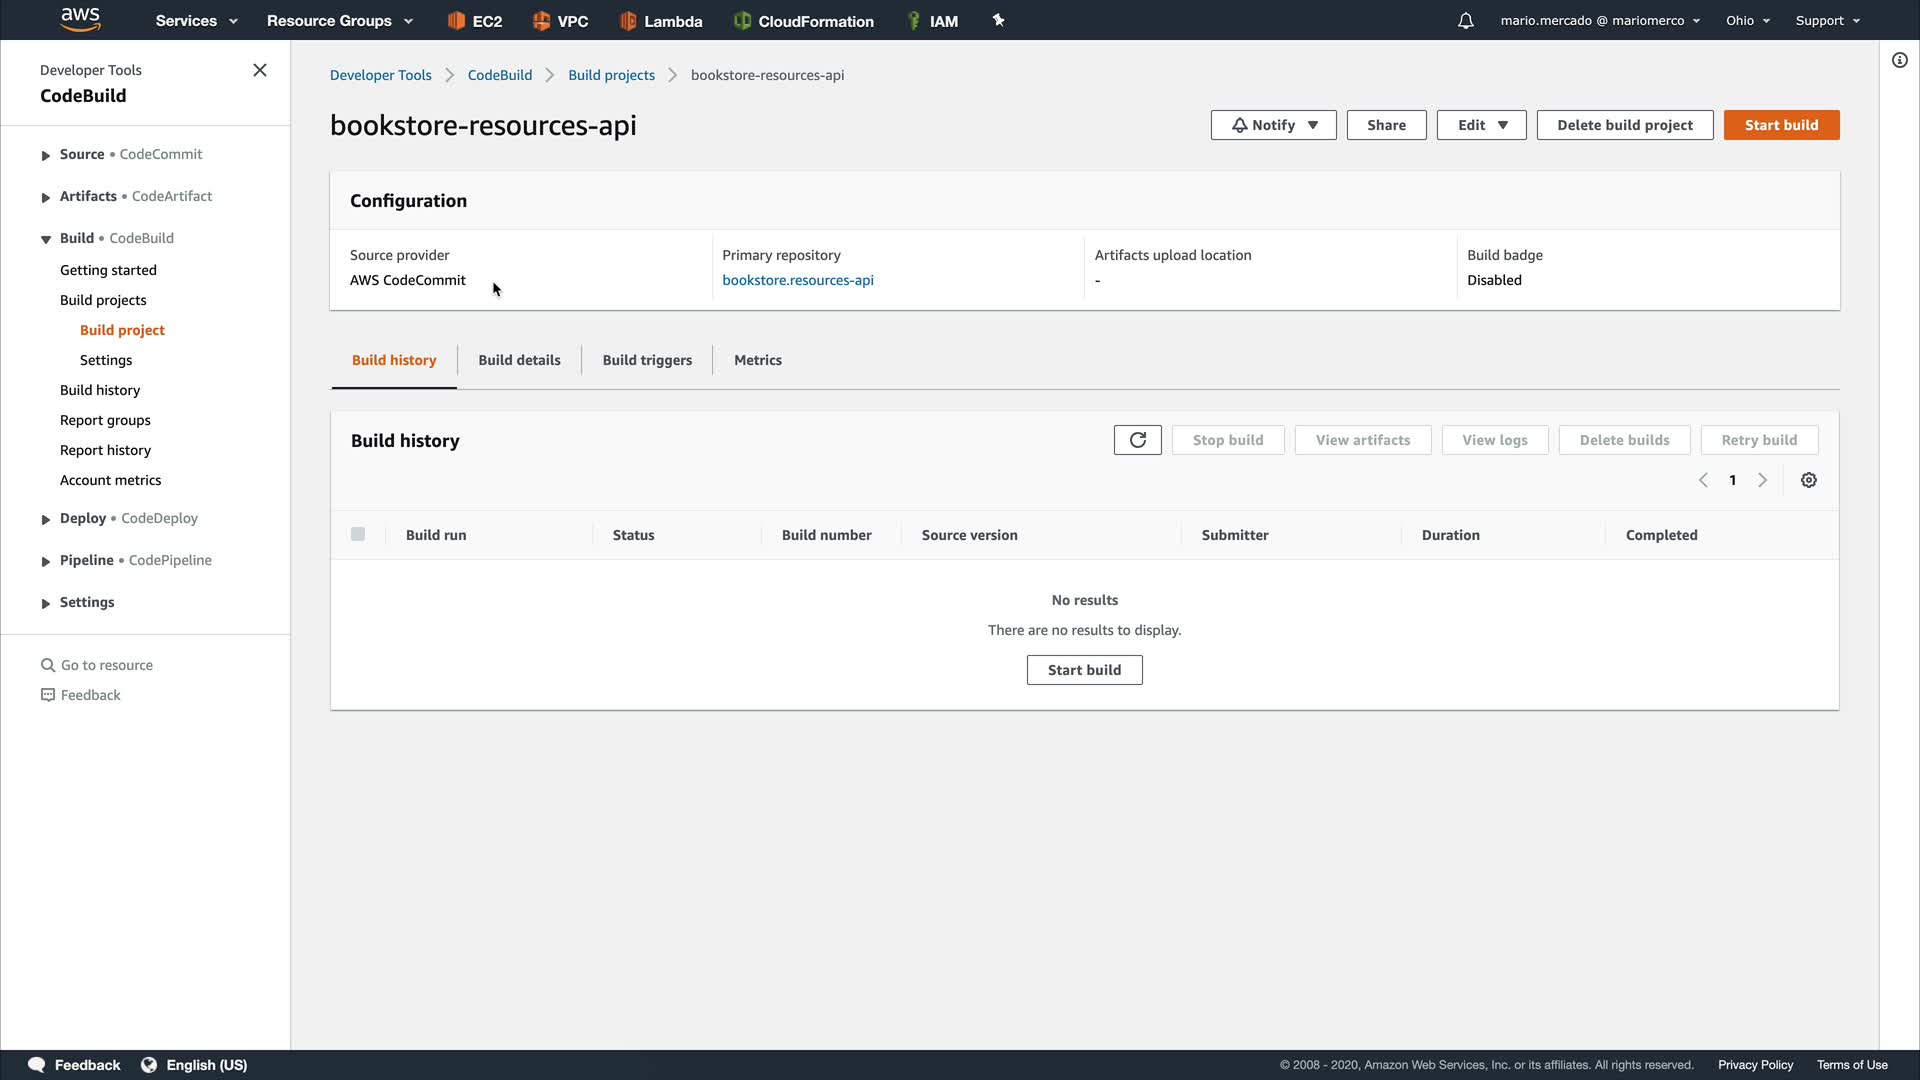 aws Services Resource Groups EC2 VPC Lambda CloudFormation IAM mario.mercado @ mariomerco Ohio Support
Developer Tools
CodeBuild
Source • CodeCommit
Artifacts • CodeArtifact
Build • CodeBuild
Getting started
Build projects
Build project
Settings
Build history
Report groups
Report history
Account metrics
Deploy • CodeDeploy
Pipeline • CodePipeline
Settings
Go to resource
Feedback
Developer Tools CodeBuild Build projects bookstore-resources-api
bookstore-resources-api
Notify Share Edit Delete build project Start build
Configuration
Source provider Primary repository Artifacts upload location Build badge
AWS CodeCommit bookstore.resources-api - Disabled
Build history Build details Build triggers Metrics
Build history Stop build View artifacts View logs Delete builds Retry build
1
Build run Status Build number Source version Submitter Duration Completed
No results
There are no results to display.
Start build
Feedback English (US) © 2008 - 2020, Amazon Web Services, Inc. or its affiliates. All rights reserved. Privacy Policy Terms of Use